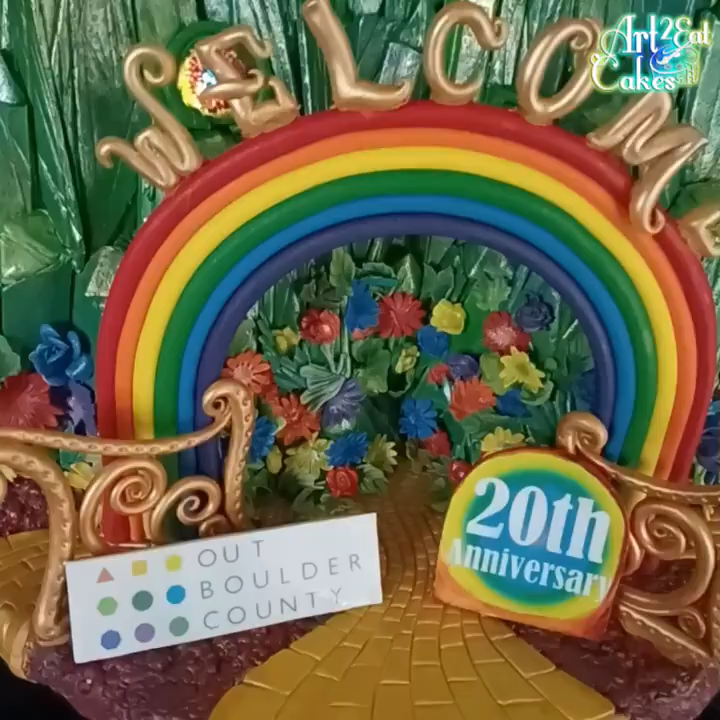 Art2Eat
Cakes
WELCOME
OUT
BOULDER
COUNTY
20th
Anniversary